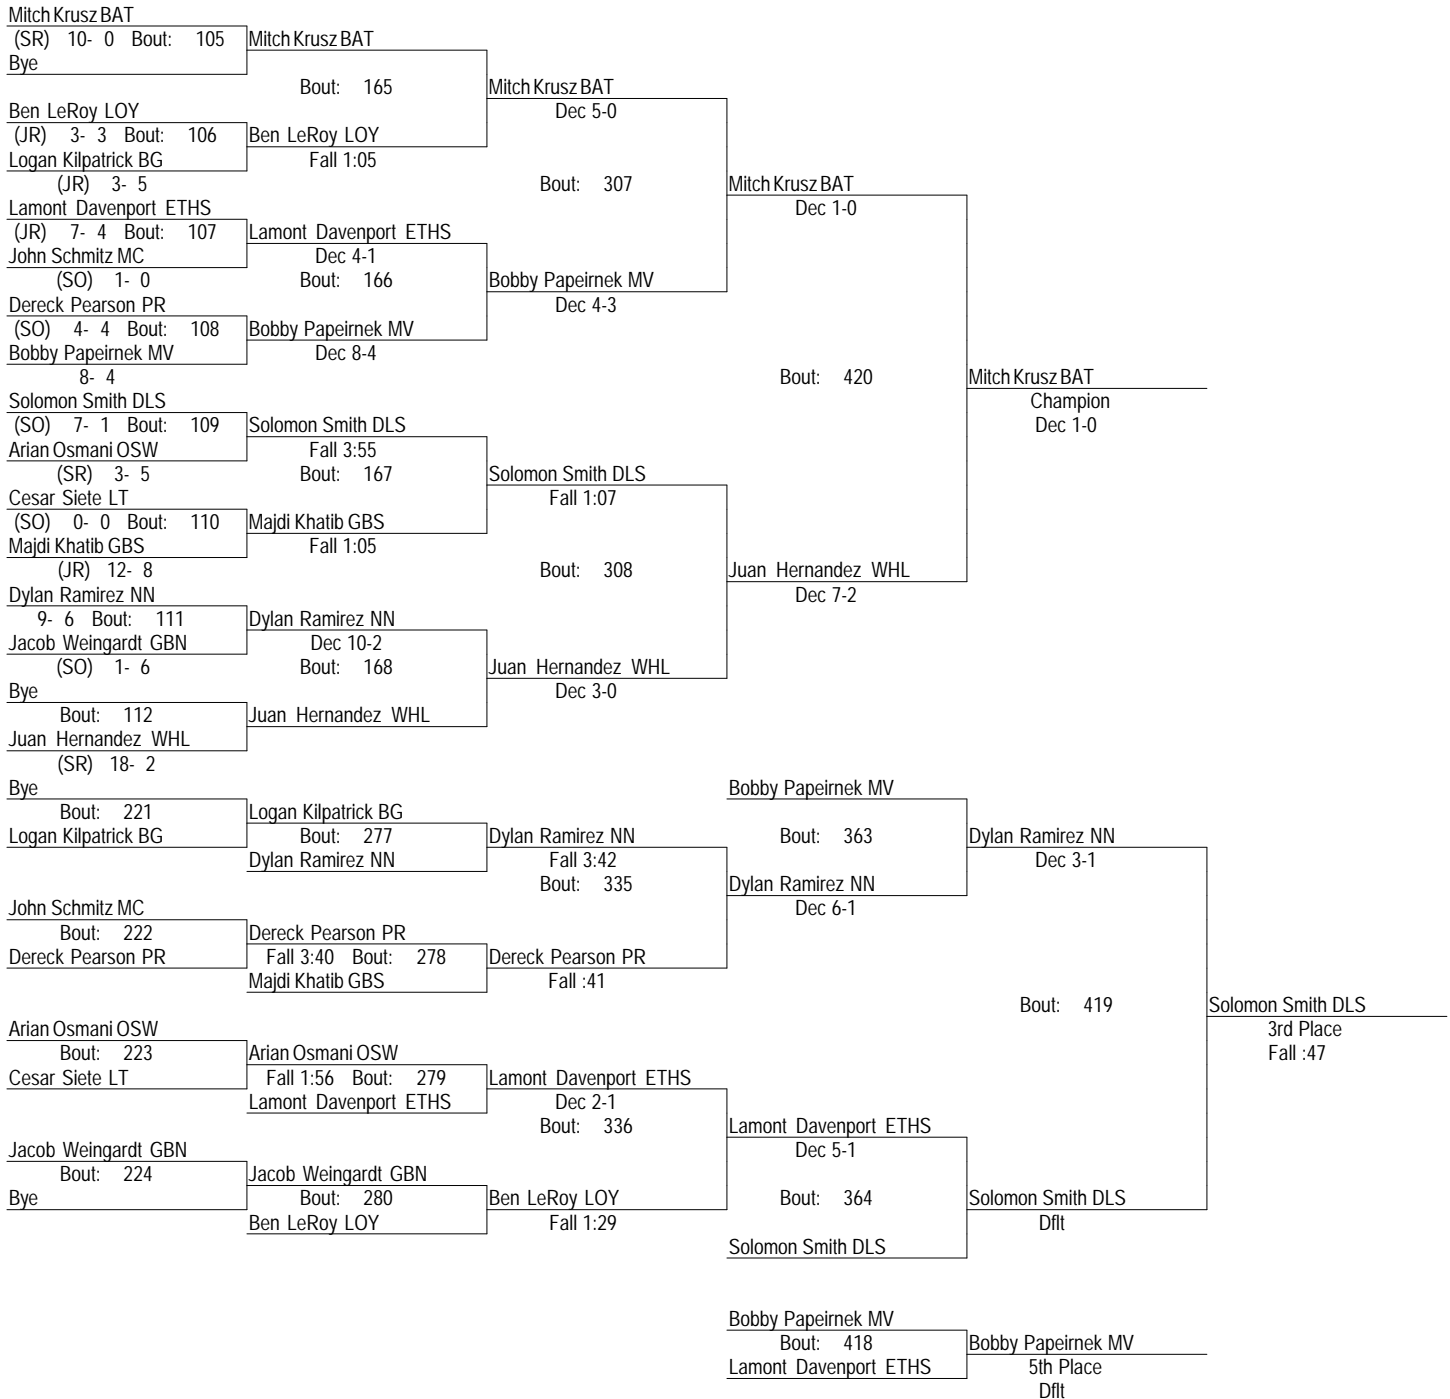 Mitch Krusz BAT
(SR) 10- 0 Bout: 105 Mitch Krusz BAT
Bye
Bout: 165 Mitch Krusz BAT
Ben LeRoy LOY Dec 5-0
(JR) 3- 3 Bout: 106 Ben LeRoy LOY
Logan Kilpatrick BG Fall 1:05
(JR) 3- 5 Bout: 307 Mitch Krusz BAT
Lamont Davenport ETHS Dec 1-0
(JR) 7- 4 Bout: 107 Lamont Davenport ETHS
John Schmitz MC Dec 4-1
(SO) 1- 0 Bout: 166 Bobby Papeirnek MV
Dereck Pearson PR Dec 4-3
(SO) 4- 4 Bout: 108 Bobby Papeirnek MV
Bobby Papeirnek MV Dec 8-4
8- 4 Bout: 420 Mitch Krusz BAT
Solomon Smith DLS Champion
(SO) 7- 1 Bout: 109 Solomon Smith DLS Dec 1-0
Arian Osmani OSW Fall 3:55
(SR) 3- 5 Bout: 167 Solomon Smith DLS
Cesar Siete LT Fall 1:07
(SO) 0- 0 Bout: 110 Majdi Khatib GBS
Majdi Khatib GBS Fall 1:05
(JR) 12- 8 Bout: 308 Juan Hernandez WHL
Dylan Ramirez NN Dec 7-2
9- 6 Bout: 111 Dylan Ramirez NN
Jacob Weingardt GBN Dec 10-2
(SO) 1- 6 Bout: 168 Juan Hernandez WHL
Bye Dec 3-0
Bout: 112 Juan Hernandez WHL
Juan Hernandez WHL
(SR) 18- 2
Bye Bobby Papeirnek MV
Bout: 221 Logan Kilpatrick BG
Logan Kilpatrick BG Bout: 277 Dylan Ramirez NN Bout: 363 Dylan Ramirez NN
Dylan Ramirez NN Fall 3:42 Dec 3-1
Bout: 335 Dylan Ramirez NN
John Schmitz MC Dec 6-1
Bout: 222 Dereck Pearson PR
Dereck Pearson PR Fall 3:40 Bout: 278 Dereck Pearson PR
Majdi Khatib GBS Fall :41
Bout: 419 Solomon Smith DLS
Arian Osmani OSW 3rd Place
Bout: 223 Arian Osmani OSW Fall :47
Cesar Siete LT Fall 1:56 Bout: 279 Lamont Davenport ETHS
Lamont Davenport ETHS Dec 2-1
Bout: 336 Lamont Davenport ETHS
Jacob Weingardt GBN Dec 5-1
Bout: 224 Jacob Weingardt GBN
Bye Bout: 280 Ben LeRoy LOY Bout: 364 Solomon Smith DLS
Ben LeRoy LOY Fall 1:29 Dflt
Solomon Smith DLS
Bobby Papeirnek MV
Bout: 418 Bobby Papeirnek MV
Lamont Davenport ETHS 5th Place
Dflt